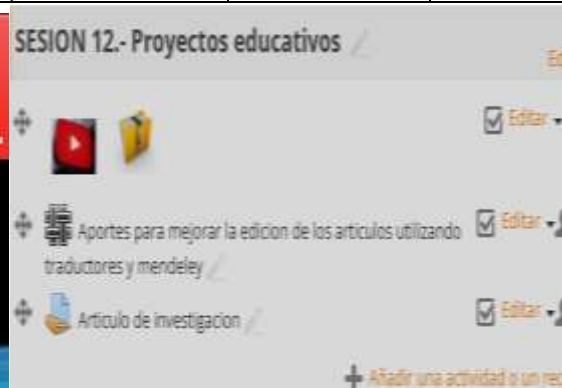 SESION 12.- Proyectos educativos
Editar
Aportes para mejorar la edicion de los articulos utilizando
Editar
traductores y mendeley
Articulo de investigacion
Editar
Añadir una actividad o un